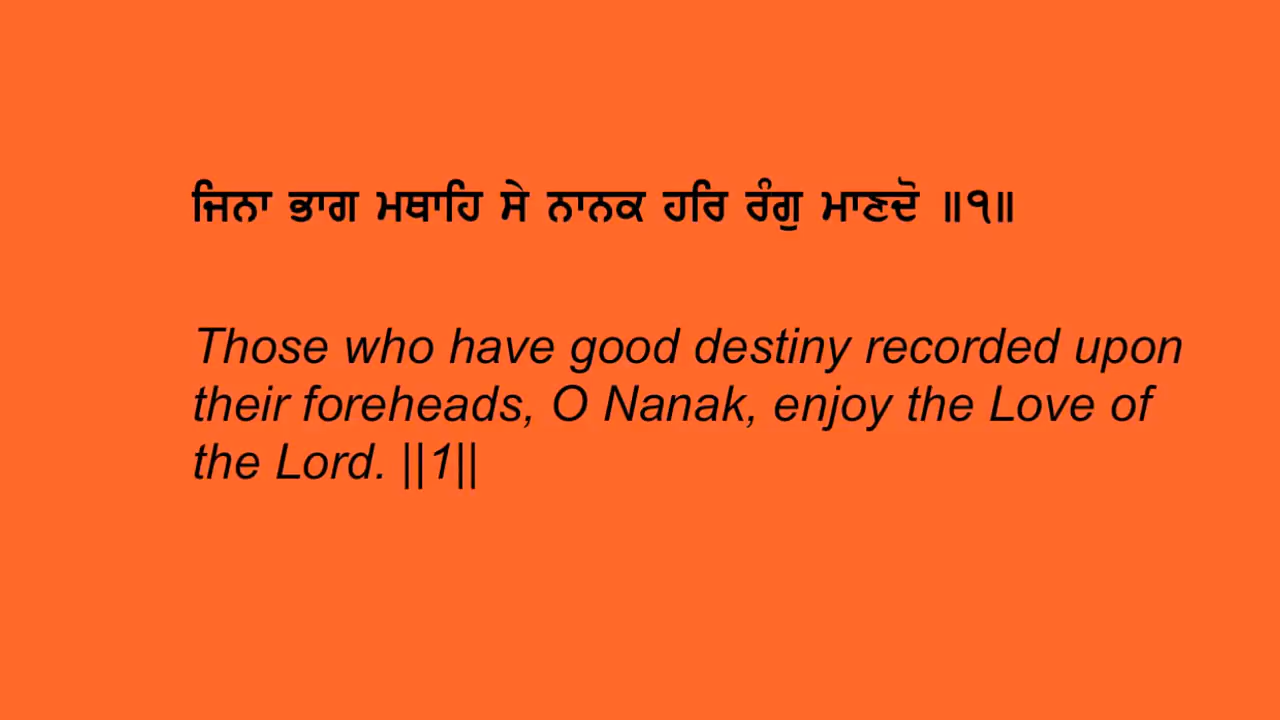 ਜਿਨਾ ਭਾਗ ਮਥਾਹਿ ਸੇ ਨਾਨਕ ਹਰਿ ਰੰਗੁ ਮਾਣਦੋ ॥੧॥
Those who have good destiny recorded upon
their foreheads, O Nanak, enjoy the Love of
the Lord. ||1||